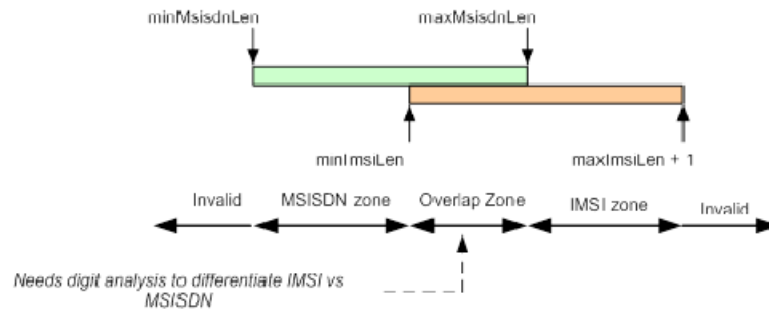 minMsisdnLen
maxMsisdnLen
minImsiLen
maxImsiLen + 1
Invalid
MSISDN zone
Overlap Zone
IMSI zone
Invalid
Needs digit analysis to differentiate IMSI vs
MSISDN